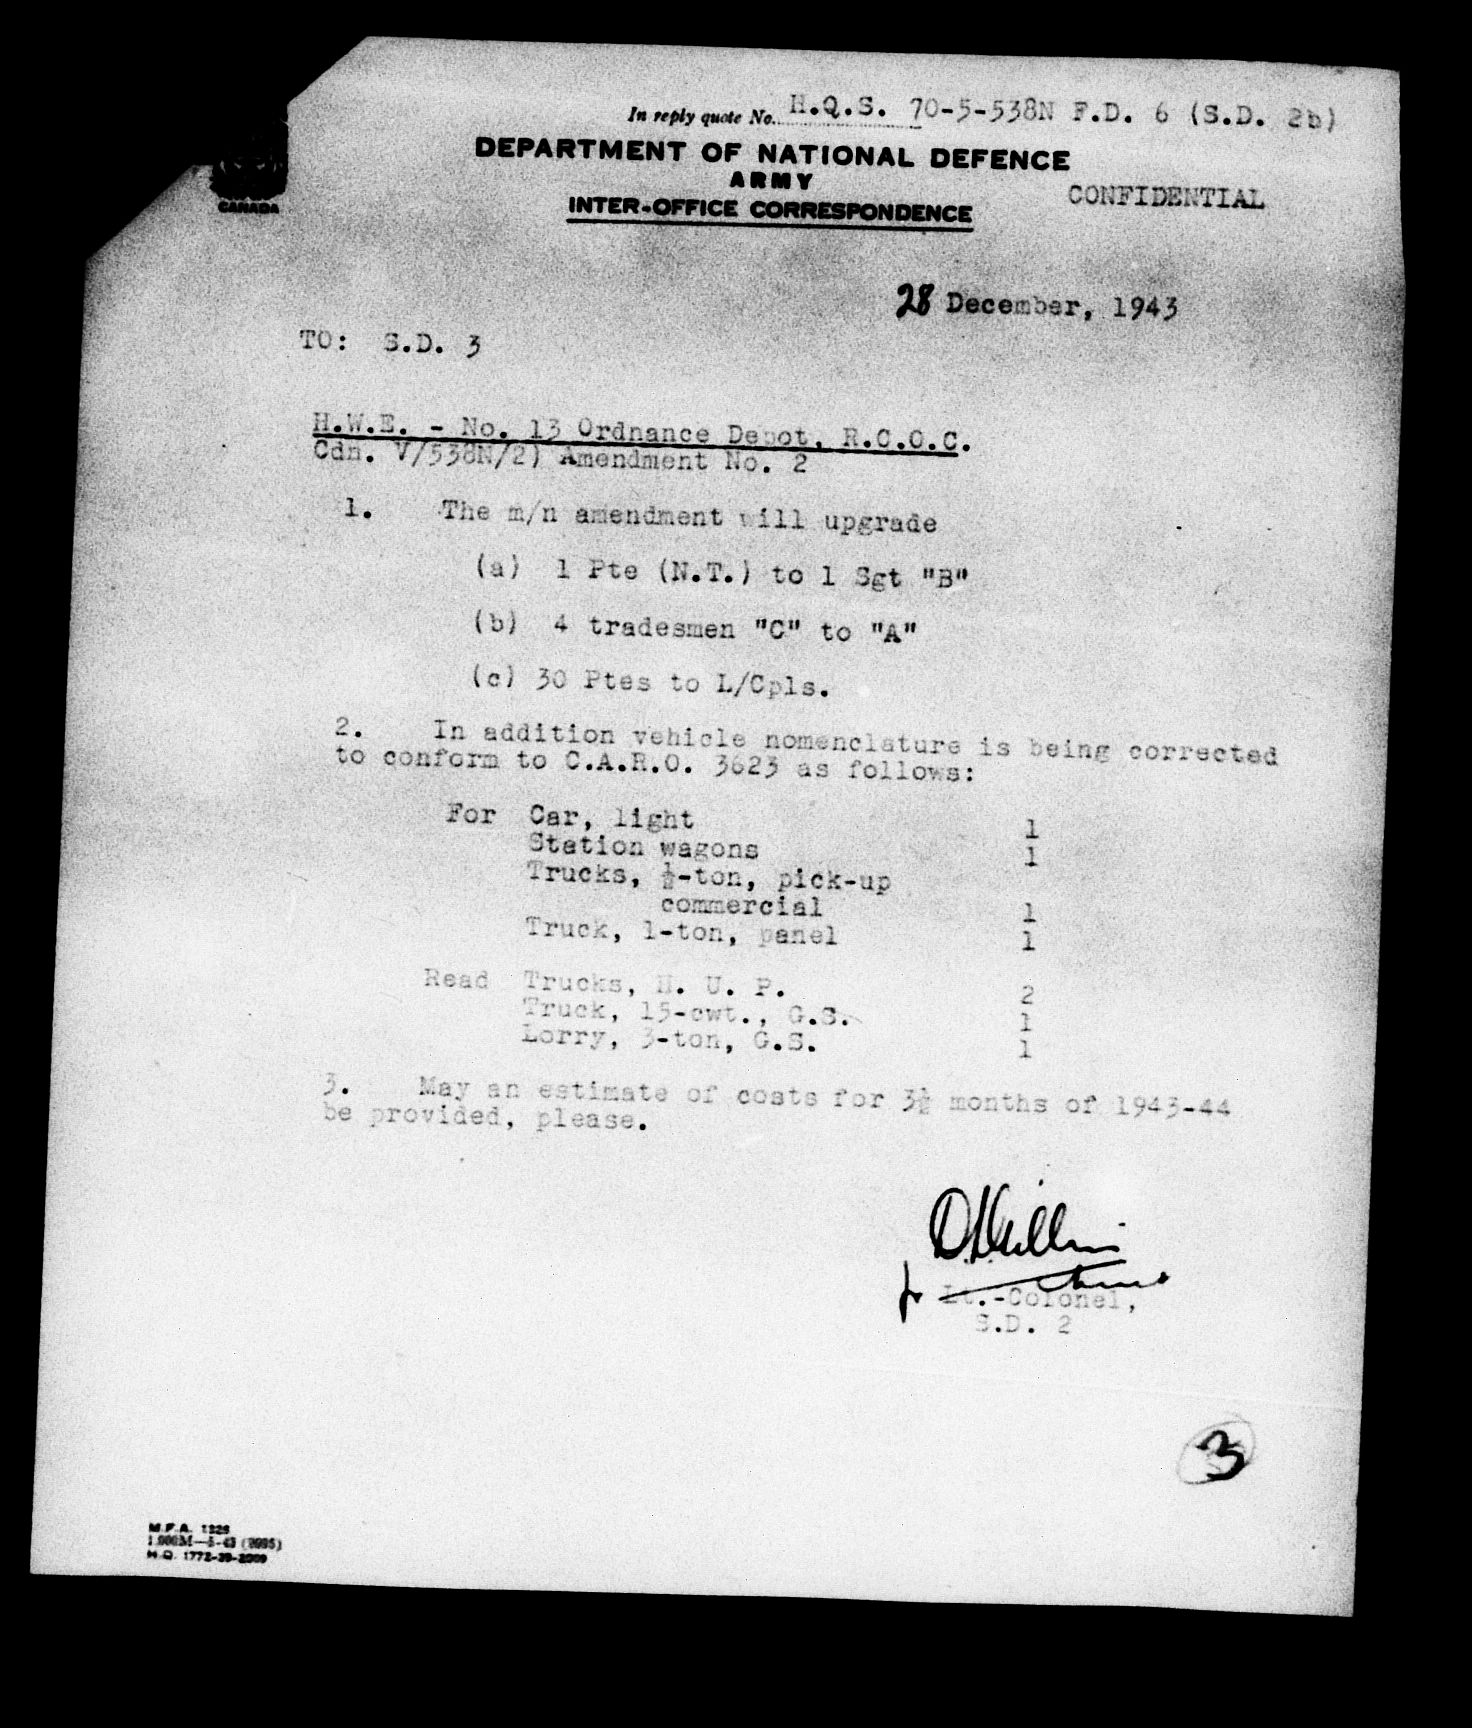 In reply quote No. H.Q.S. 70-5-538N F.D. 6 (S.D. 2b)
DEPARTMENT OF NATIONAL DEFENCE
ARMY
CANADA
INTER-OFFICE CORRESPONDENCE
CONFIDENTIAL
28 December, 1943
TO: S.D. 3
H.W.E. - No. 13 Ordnance Depot, R.C.O.C.
Cdn. V/538N/2) Amendment No. 2
1. The m/n amendment will upgrade
(a) 1 Pte (N.T.) to 1 Sgt "B"
(b) 4 tradesmen "C" to "A"
(c) 30 Ptes to L/Cpls.
2. In addition vehicle nomenclature is being corrected
to conform to C.A.R.O. 3623 as follows:
For Car, light 1
Station wagons 1
Trucks, ½-ton, pick-up
commercial 1
Truck, 1-ton, panel 1
Read Trucks, H. U. P. 2
Truck, 15-cwt., G.S. 1
Lorry, 3-ton, G.S. 1
3. May an estimate of costs for 3½ months of 1943-44
be provided, please.
Lt.-Colonel,
S.D. 2
3
M.F.A. 1326
H.Q. 1772-39-2009